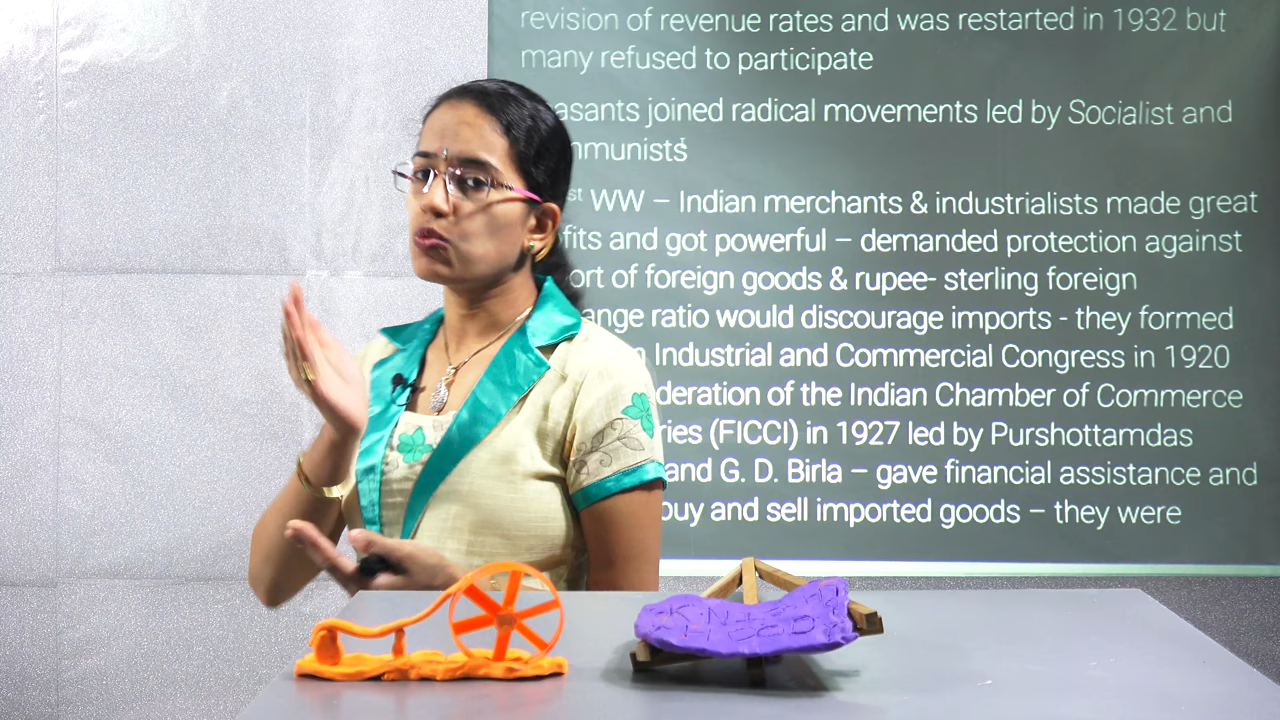 revision of revenue rates and was restarted in 1932 but
many refused to participate
asants joined radical movements led by Socialist and
mmunists
st WW – Indian merchants & industrialists made great
fits and got powerful – demanded protection against
ort of foreign goods & rupee- sterling foreign
ange ratio would discourage imports - they formed
n Industrial and Commercial Congress in 1920
deration of the Indian Chamber of Commerce
ries (FICCI) in 1927 led by Purshottamdas
and G. D. Birla – gave financial assistance and
buy and sell imported goods – they were